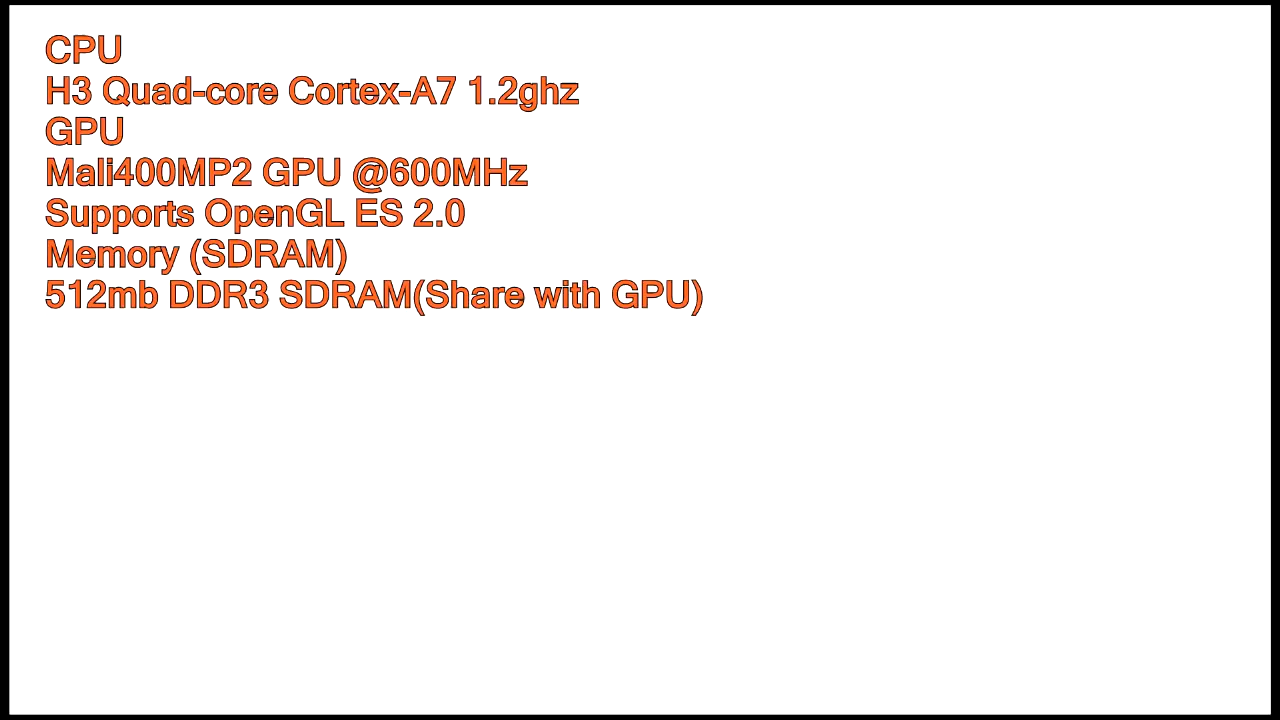 CPU
H3 Quad-core Cortex-A7 1.2ghz
GPU
Mali400MP2 GPU @600MHz
Supports OpenGL ES 2.0
Memory (SDRAM)
512mb DDR3 SDRAM(Share with GPU)